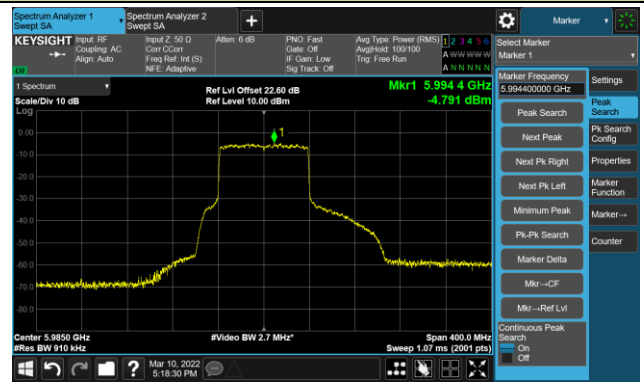 Spectrum Analyzer 1
Swept SA
Spectrum Analyzer 2
Swept SA
+
Marker
KEYSIGHT
Input: RF
Coupling: AC
Align: Auto
Input Z: 50 Ω
Corr CCorr
Freq Ref: Int (S)
NFE: Adaptive
Atten: 6 dB
PNO: Fast
Gate: Off
IF Gain: Low
Sig Track: Off
Avg Type: Power (RMS)
Avg|Hold: 100/100
Trig: Free Run
1 2 3 4 5 6
A W W W W W
A N N N N N
LXI
Select Marker
Marker 1
1 Spectrum
Scale/Div 10 dB
Log
Ref Lvl Offset 22.60 dB
Ref Level 10.00 dBm
Mkr1 5.994 4 GHz
-4.791 dBm
1
0.00
-10.0
-20.0
-30.0
-40.0
-50.0
-60.0
-70.0
-80.0
Center 5.9850 GHz
#Res BW 910 kHz
#Video BW 2.7 MHz*
Span 400.0 MHz
Sweep 1.07 ms (2001 pts)
Marker Frequency
5.994400000 GHz
Peak Search
Next Peak
Next Pk Right
Next Pk Left
Minimum Peak
Pk-Pk Search
Marker Delta
Mkr→CF
Mkr→Ref Lvl
Continuous Peak
Search
On
Off
Settings
Peak
Search
Pk Search
Config
Properties
Marker
Function
Marker→
Counter
?
Mar 10, 2022
5:18:30 PM